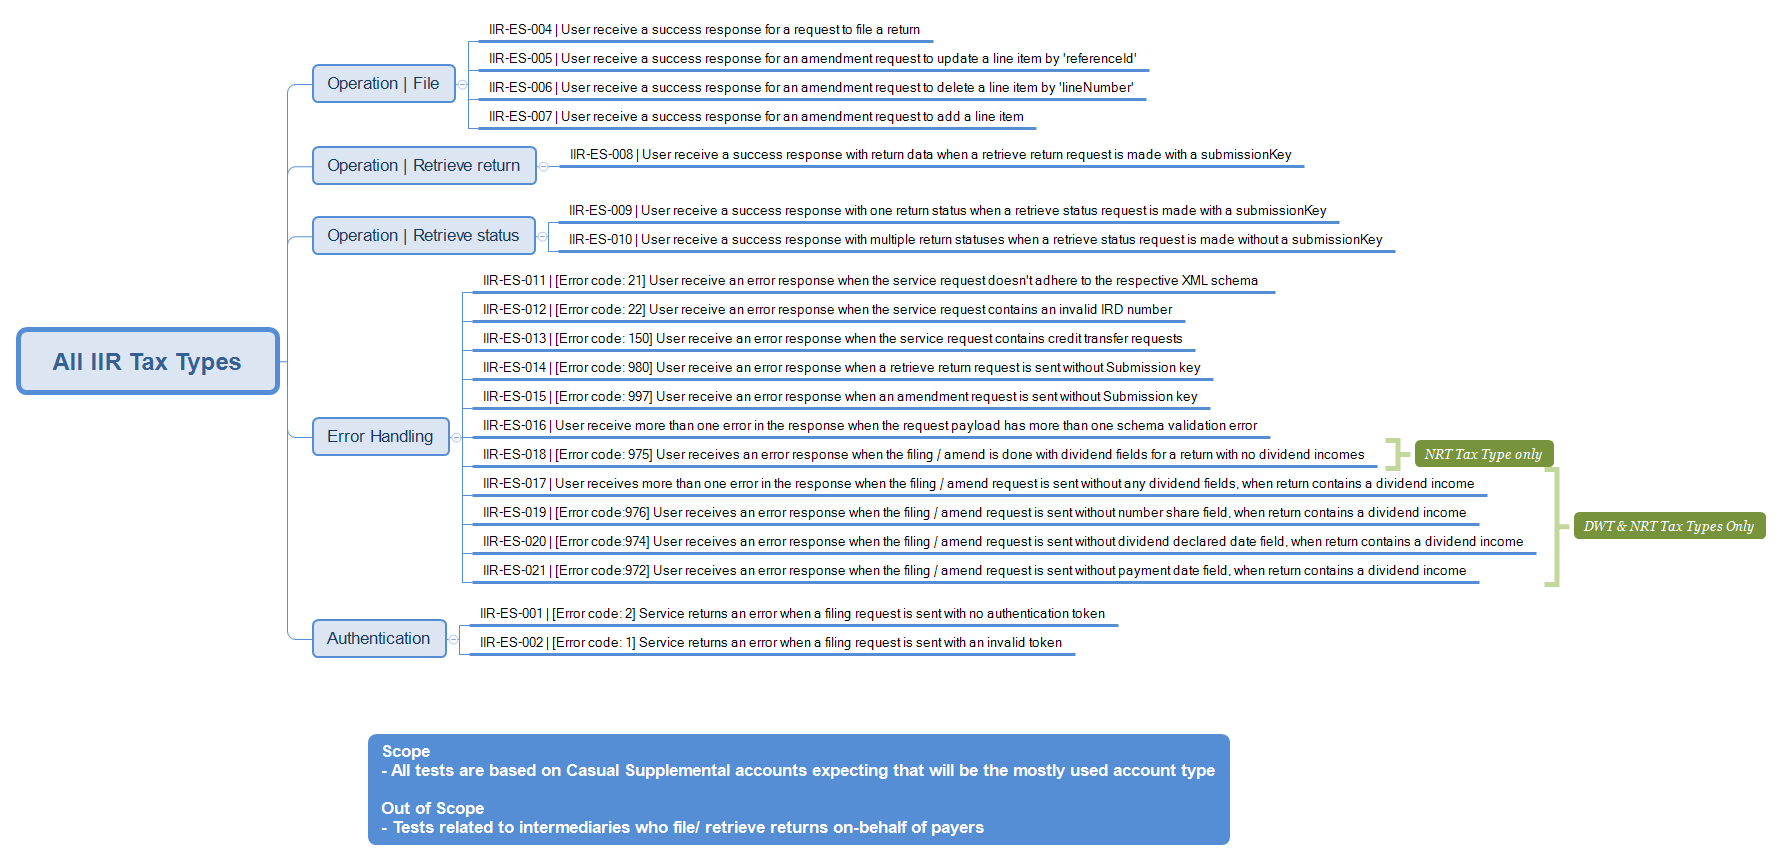 All IIR Tax Types
Operation | File
IIR-ES-004 | User receive a success response for a request to file a return
IIR-ES-005 | User receive a success response for an amendment request to update a line item by 'referenceId'
IIR-ES-006 | User receive a success response for an amendment request to delete a line item by 'lineNumber'
IIR-ES-007 | User receive a success response for an amendment request to add a line item
Operation | Retrieve return
IIR-ES-008 | User receive a success response with return data when a retrieve return request is made with a submissionKey
Operation | Retrieve status
IIR-ES-009 | User receive a success response with one return status when a retrieve status request is made with a submissionKey
IIR-ES-010 | User receive a success response with multiple return statuses when a retrieve status request is made without a submissionKey
Error Handling
IIR-ES-011 | [Error code: 21] User receive an error response when the service request doesn't adhere to the respective XML schema
IIR-ES-012 | [Error code: 22] User receive an error response when the service request contains an invalid IRD number
IIR-ES-013 | [Error code: 150] User receive an error response when the service request contains credit transfer requests
IIR-ES-014 | [Error code: 980] User receive an error response when a retrieve return request is sent without Submission key
IIR-ES-015 | [Error code: 997] User receive an error response when an amendment request is sent without Submission key
IIR-ES-016 | User receive more than one error in the response when the request payload has more than one schema validation error
IIR-ES-018 | [Error code: 975] User receives an error response when the filing / amend is done with dividend fields for a return with no dividend incomes
NRT Tax Type only
IIR-ES-017 | User receives more than one error in the response when the filing / amend request is sent without any dividend fields, when return contains a dividend income
IIR-ES-019 | [Error code:976] User receives an error response when the filing / amend request is sent without number share field, when return contains a dividend income
IIR-ES-020 | [Error code:974] User receives an error response when the filing / amend request is sent without dividend declared date field, when return contains a dividend income
IIR-ES-021 | [Error code:972] User receives an error response when the filing / amend request is sent without payment date field, when return contains a dividend income
DWT & NRT Tax Types Only
Authentication
IIR-ES-001 | [Error code: 2] Service returns an error when a filing request is sent with no authentication token
IIR-ES-002 | [Error code: 1] Service returns an error when a filing request is sent with an invalid token
Scope
- All tests are based on Casual Supplemental accounts expecting that will be the mostly used account type
Out of Scope
- Tests related to intermediaries who file/ retrieve returns on-behalf of payers